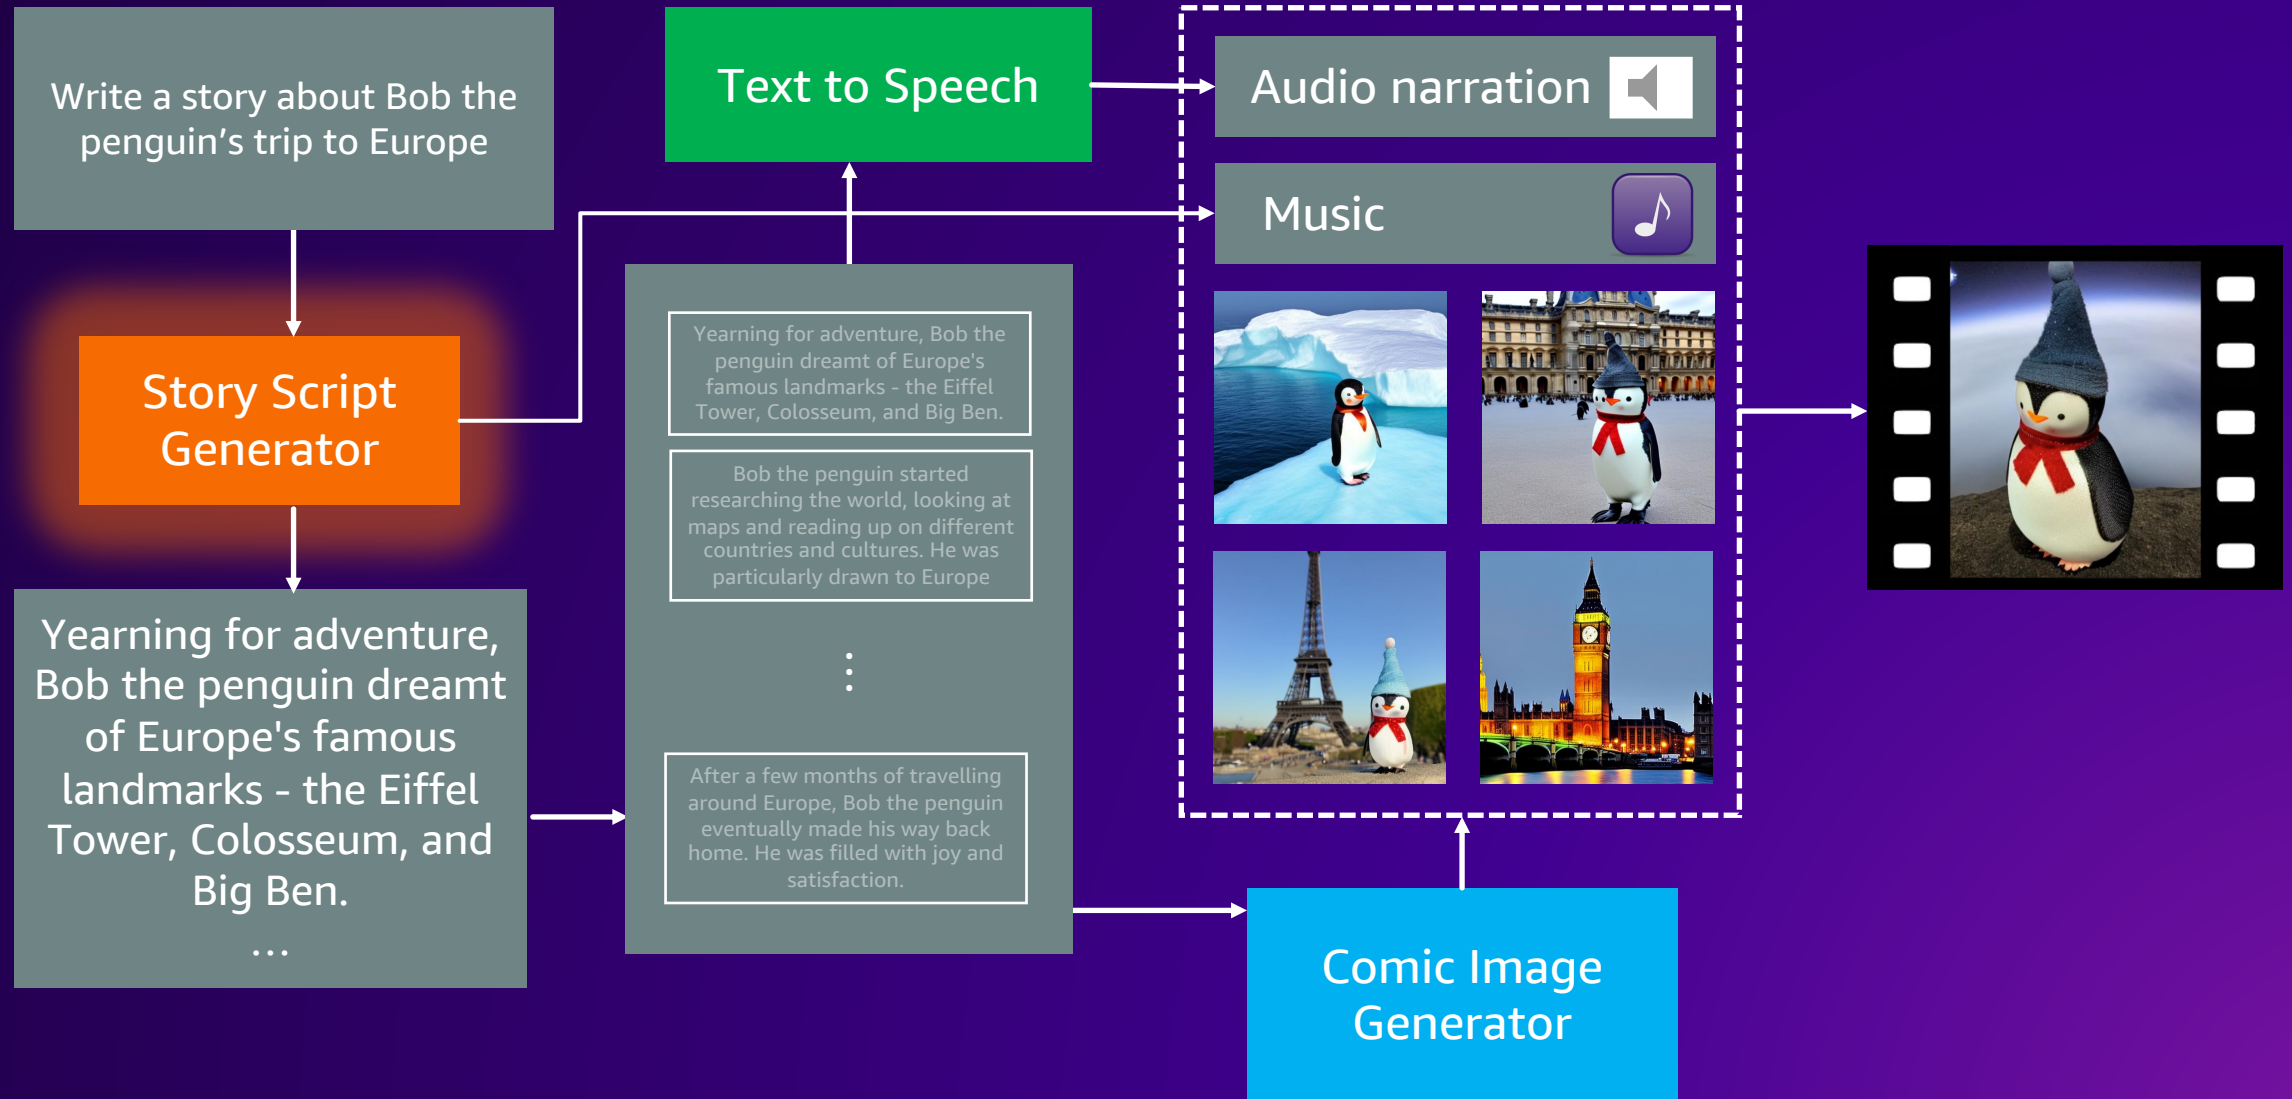 Write a story about Bob the
penguin’s trip to Europe
Story Script
Generator
Yearning for adventure,
Bob the penguin dreamt
of Europe's famous
landmarks - the Eiffel
Tower, Colosseum, and
Big Ben.
...
Text to Speech
Yearning for adventure, Bob the
penguin dreamt of Europe's
famous landmarks - the Eiffel
Tower, Colosseum, and Big Ben.
Bob the penguin started
researching the world, looking at
maps and reading up on different
countries and cultures. He was
particularly drawn to Europe
⋮
After a few months of travelling
around Europe, Bob the penguin
eventually made his way back
home. He was filled with joy and
satisfaction.
Audio narration
Music
Comic Image
Generator